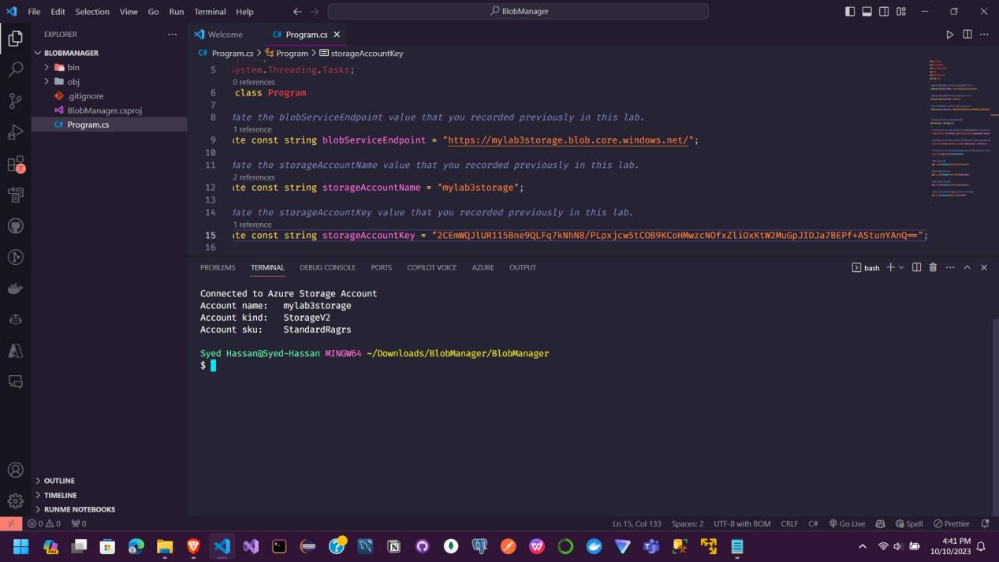 File Edit Selection View Go Run Terminal Help
BlobManager
EXPLORER
Welcome
C# Program.cs
BLOBMANAGER
C# Program.cs > Program > storageAccountKey
bin
obj
.gitignore
BlobManager.csproj
C# Program.cs
5 System.Threading.Tasks;
0 references
6 class Program
7
8 date the blobServiceEndpoint value that you recorded previously in this lab.
1 reference
9 ate const string blobServiceEndpoint = "https://mylab3storage.blob.core.windows.net/";
10
11 date the storageAccountName value that you recorded previously in this lab.
2 references
12 ate const string storageAccountName = "mylab3storage";
13
14 date the storageAccountKey value that you recorded previously in this lab.
1 reference
15 ate const string storageAccountKey =
16
7
PROBLEMS TERMINAL DEBUG CONSOLE PORTS COPILOT VOICE AZURE OUTPUT
bash
Connected to Azure Storage Account
Account name: mylab3storage
Account kind: StorageV2
Account sku: StandardRagrs
Syed Hassan@Syed-Hassan MINGW64 ~/Downloads/BlobManager/BlobManager
$
OUTLINE
TIMELINE
RUNME NOTEBOOKS
0 0 0
Ln 15, Col 133 Spaces: 2 UTF-8 with BOM CRLF C# Go Live Spell Prettier
PRE
4:41 PM
10/10/2023